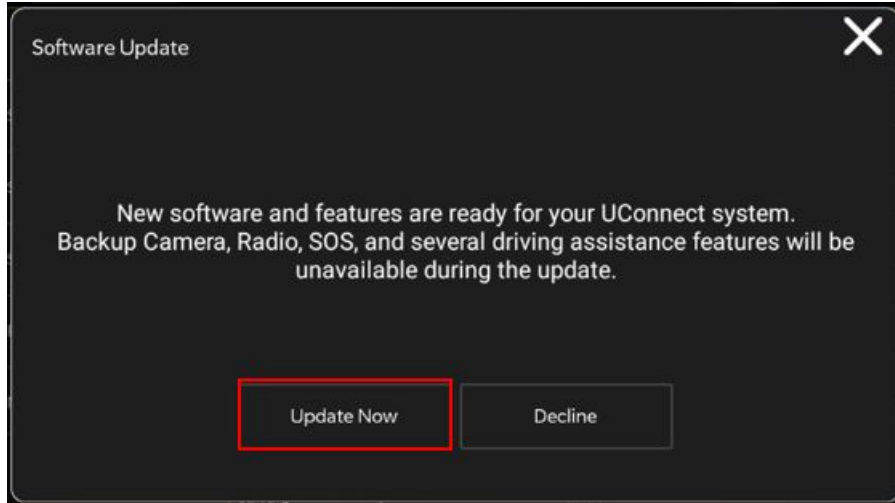 Software Update
New software and features are ready for your UConnect system.
Backup Camera, Radio, SOS, and several driving assistance features will be
unavailable during the update.
Update Now
Decline